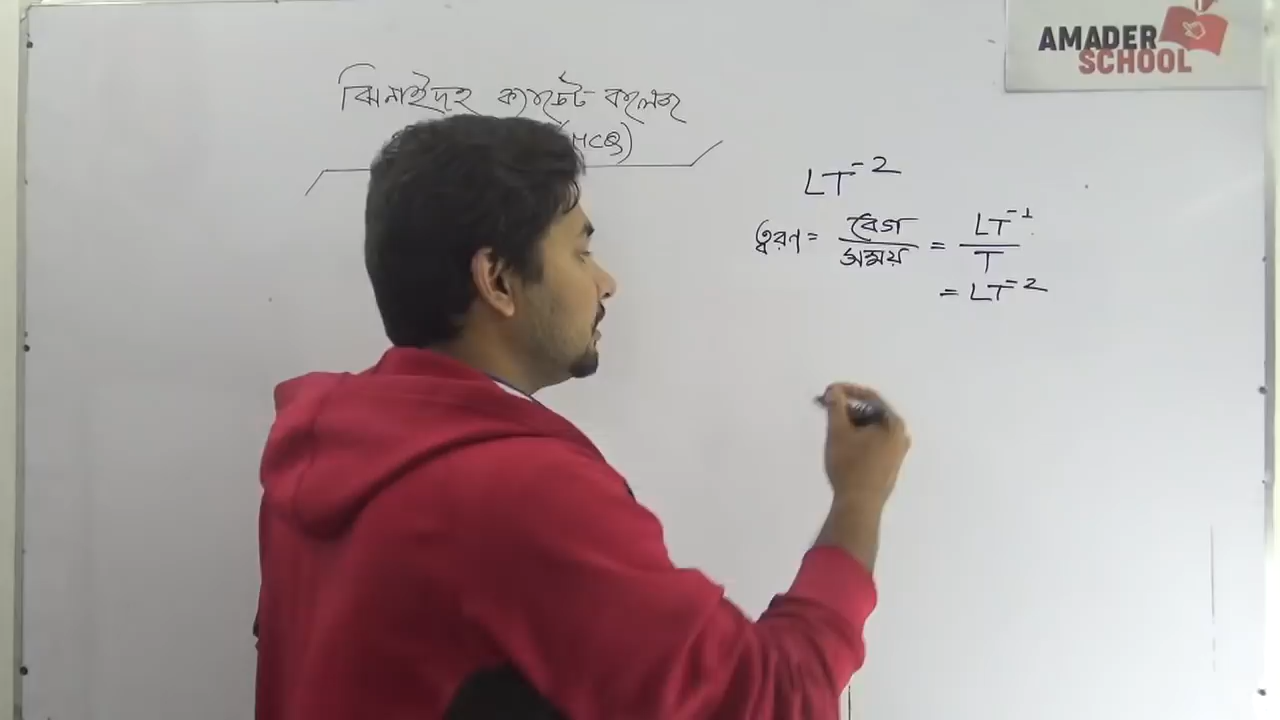 AMADER
SCHOOL
ঝিনাইদহ ক্যাডেট কলেজ
(MCQ)
LT⁻²
ত্বরণ = বেগ / সময় = LT⁻¹ / T
= LT⁻²